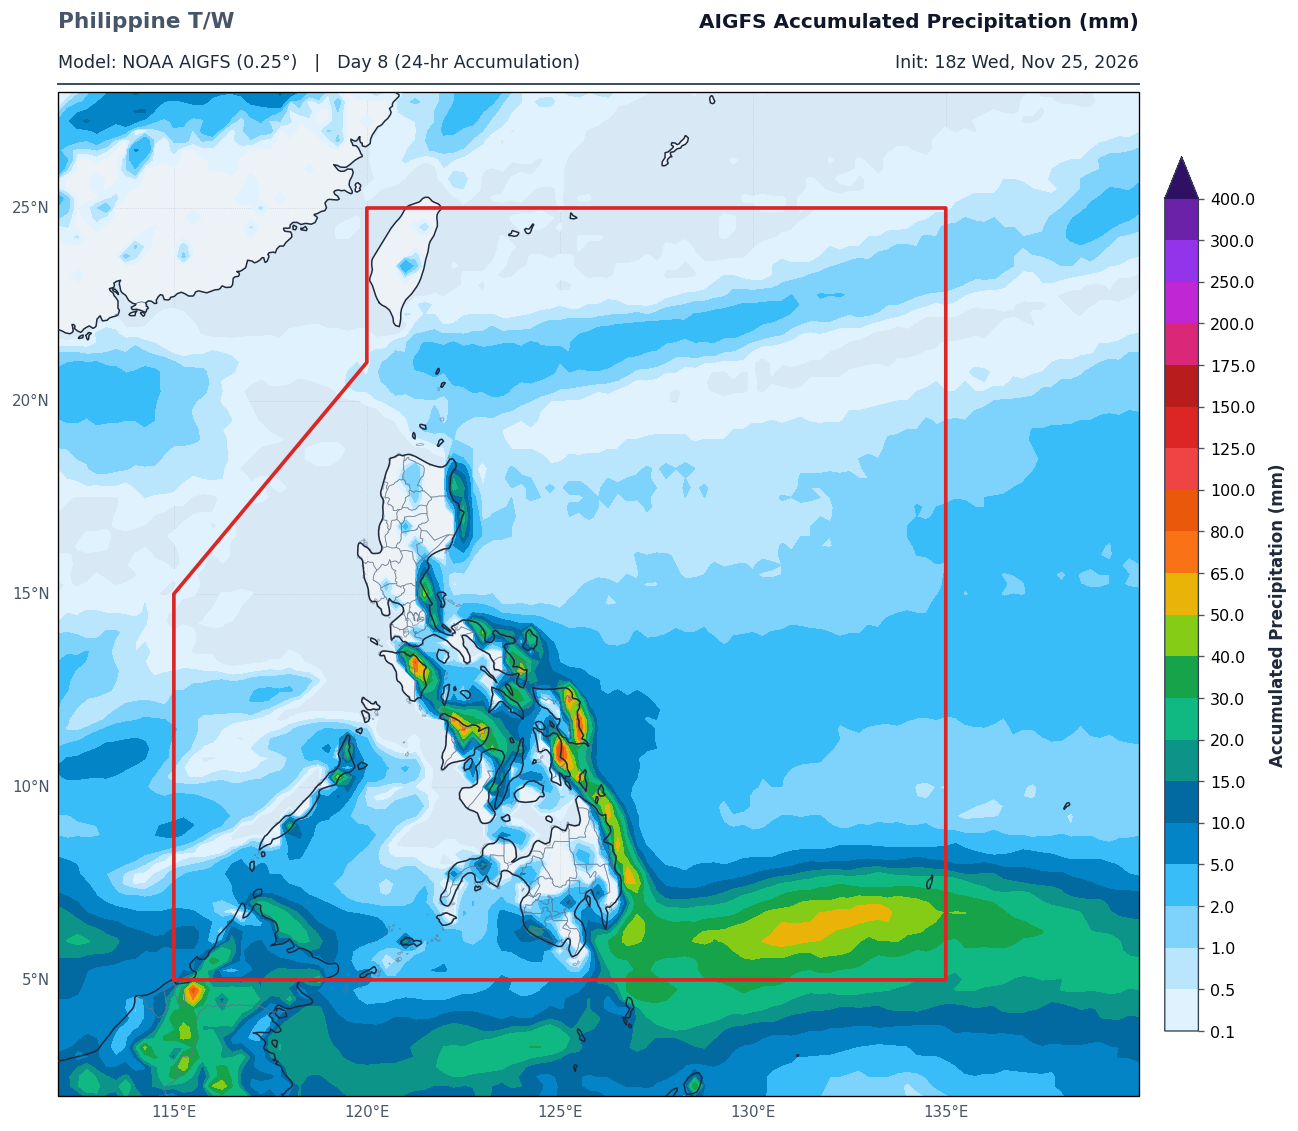 Philippine T/W
AIGFS Accumulated Precipitation (mm)
Model: NOAA AIGFS (0.25°) | Day 8 (24-hr Accumulation)
Init: 18z Wed, Nov 25, 2026
25°N
20°N
15°N
10°N
5°N
115°E
120°E
125°E
130°E
135°E
400.0
300.0
250.0
200.0
175.0
150.0
125.0
100.0
80.0
65.0
50.0
40.0
30.0
20.0
15.0
10.0
5.0
2.0
1.0
0.5
0.1
Accumulated Precipitation (mm)